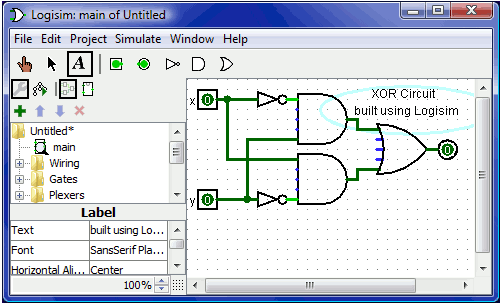 Logisim: main of Untitled
File Edit Project Simulate Window Help
A
Untitled*
main
Wiring
Gates
Plexers
Label
Text built using Lo...
Font SansSerif Pla...
Horizontal Ali... Center
100%
XOR Circuit
built using Logisim
x 0
y 0
0